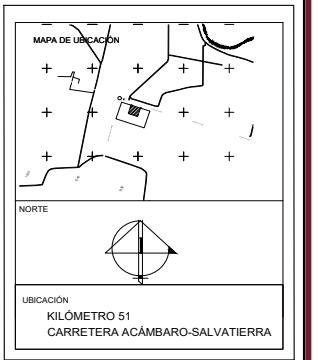 MAPA DE UBICACIÓN
NORTE
UBICACIÓN
KILÓMETRO 51
CARRETERA ACÁMBARO-SALVATIERRA